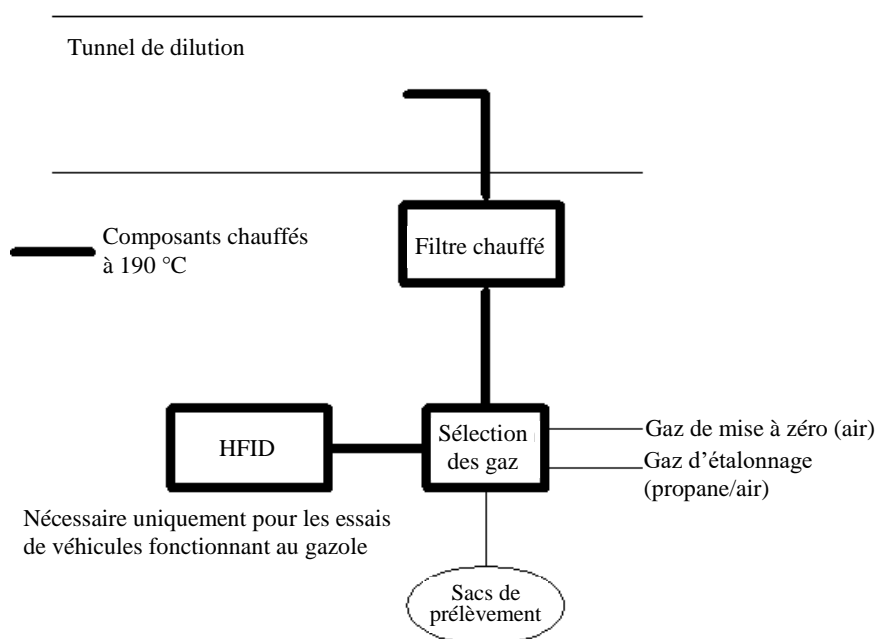 Tunnel de dilution
Composants chauffés
à 190 °C
Filtre chauffé
HFID
Sélection
des gaz
Gaz de mise à zéro (air)
Gaz d’étalonnage
(propane/air)
Nécessaire uniquement pour les essais
de véhicules fonctionnant au gazole
Sacs de
prélèvement